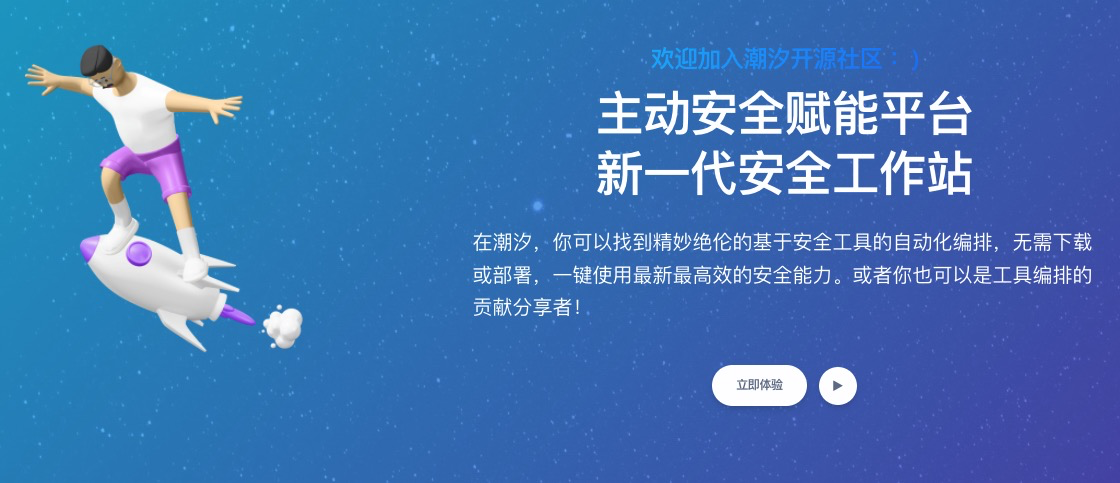 欢迎加入潮汐开源社区：）
主动安全赋能平台
新一代安全工作站
在潮汐，你可以找到精妙绝伦的基于安全工具的自动化编排，无需下载
或部署，一键使用最新最高效的安全能力。或者你也可以是工具编排的
贡献分享者！
立即体验